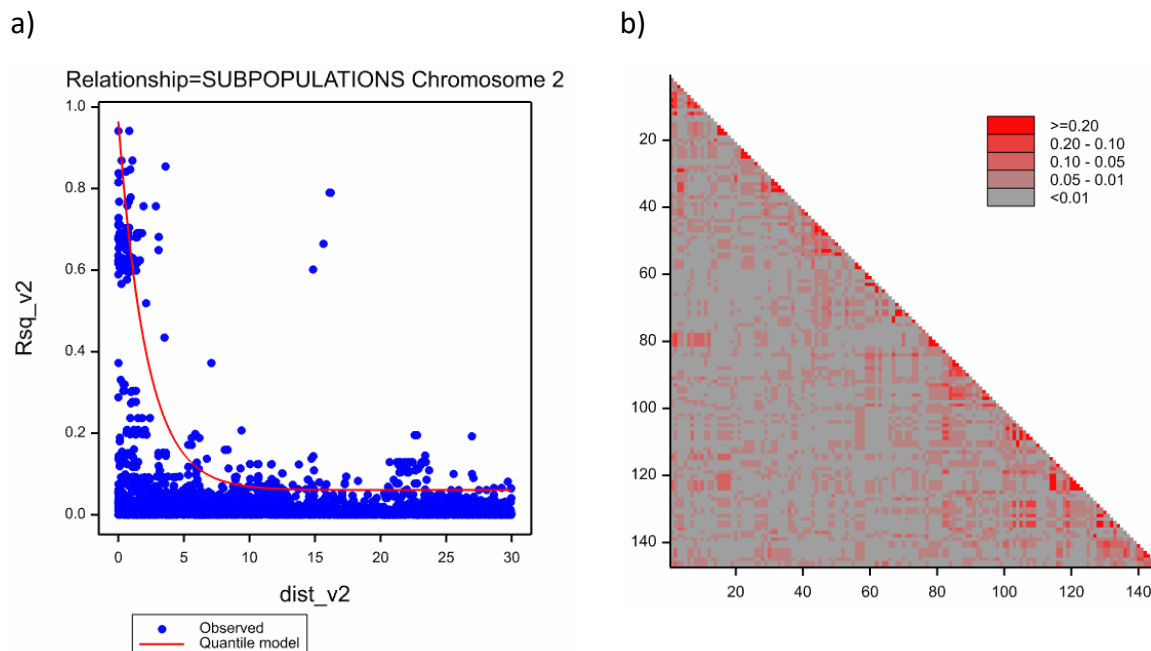 a)
b)
Relationship=SUBPOPULATIONS Chromosome 2
1.0
0.8
0.6
0.4
0.2
0.0
Rsq_v2
0 5 10 15 20 25 30
dist_v2
Observed
Quantile model
20
40
60
80
100
120
140
20 40 60 80 100 120 140
>=0.20
0.20 - 0.10
0.10 - 0.05
0.05 - 0.01
<0.01